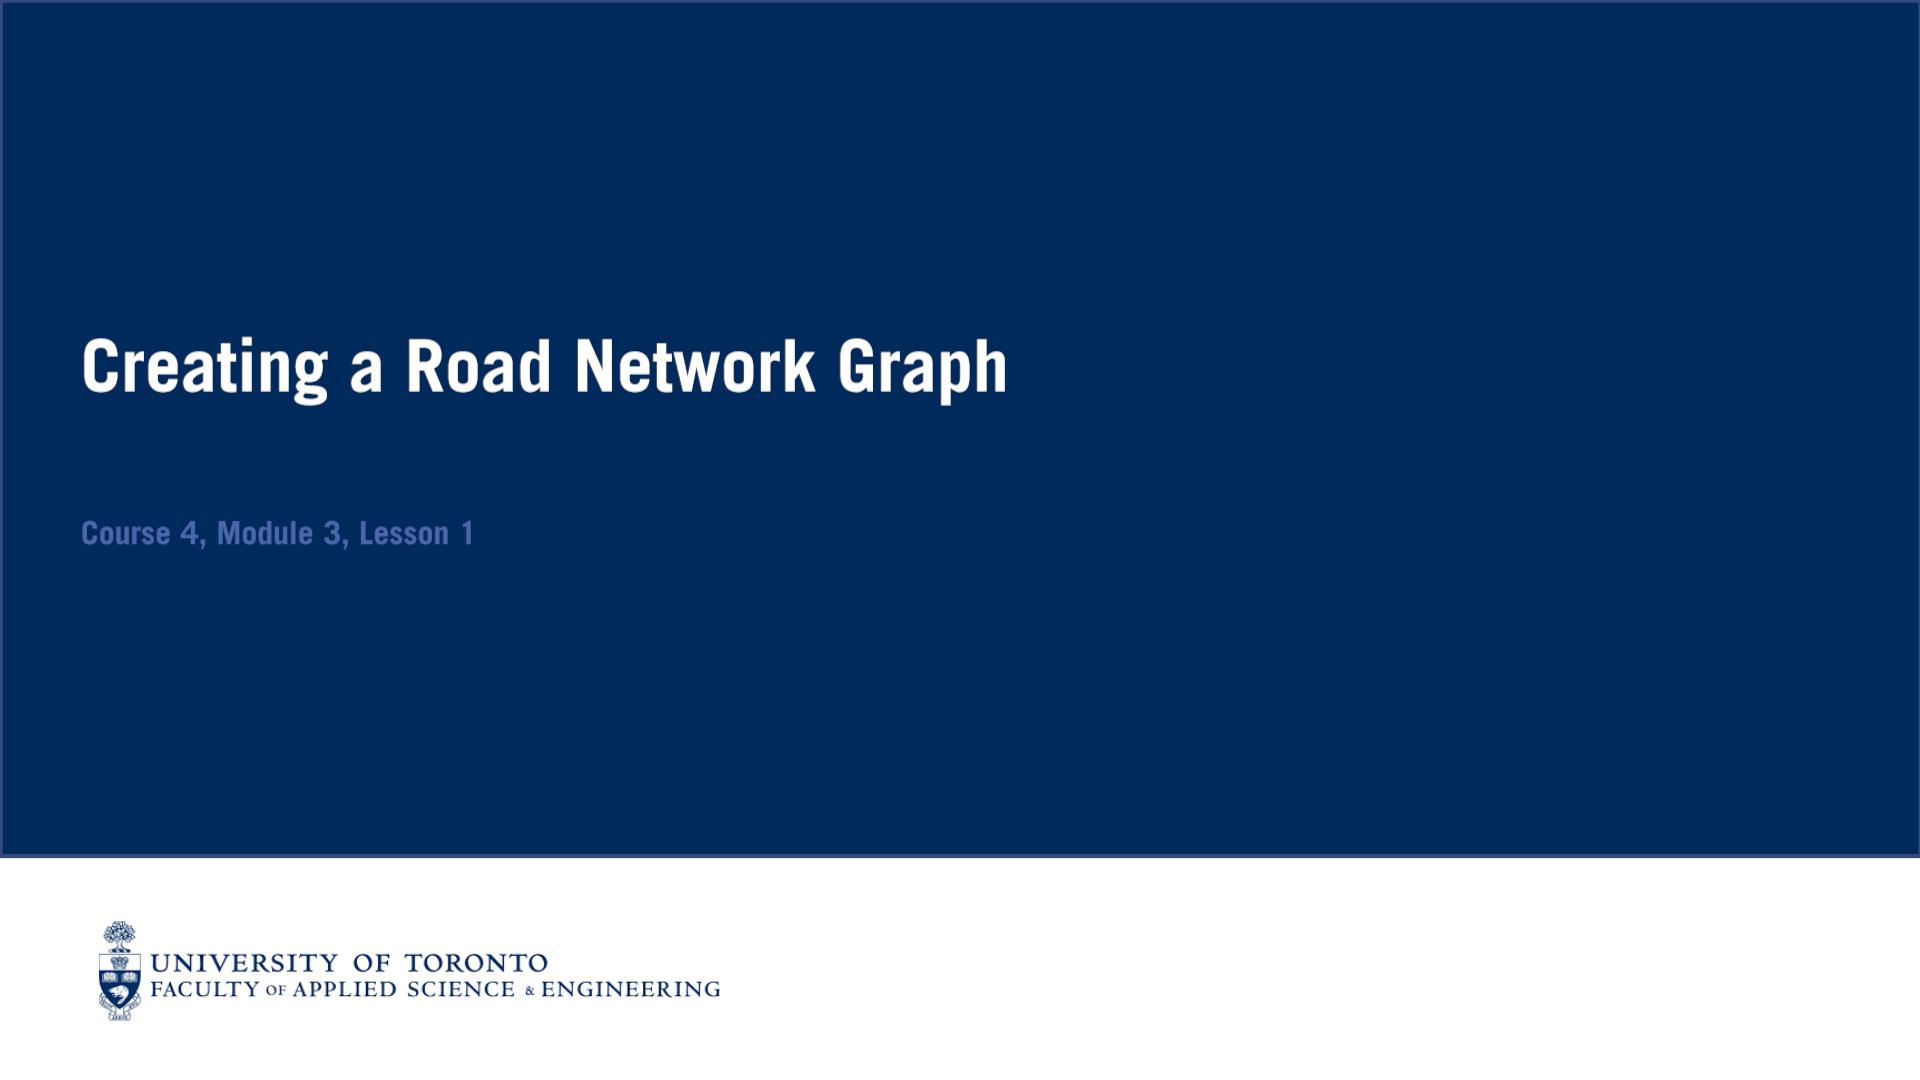 Creating a Road Network Graph
Course 4, Module 3, Lesson 1
UNIVERSITY OF TORONTO
FACULTY OF APPLIED SCIENCE & ENGINEERING